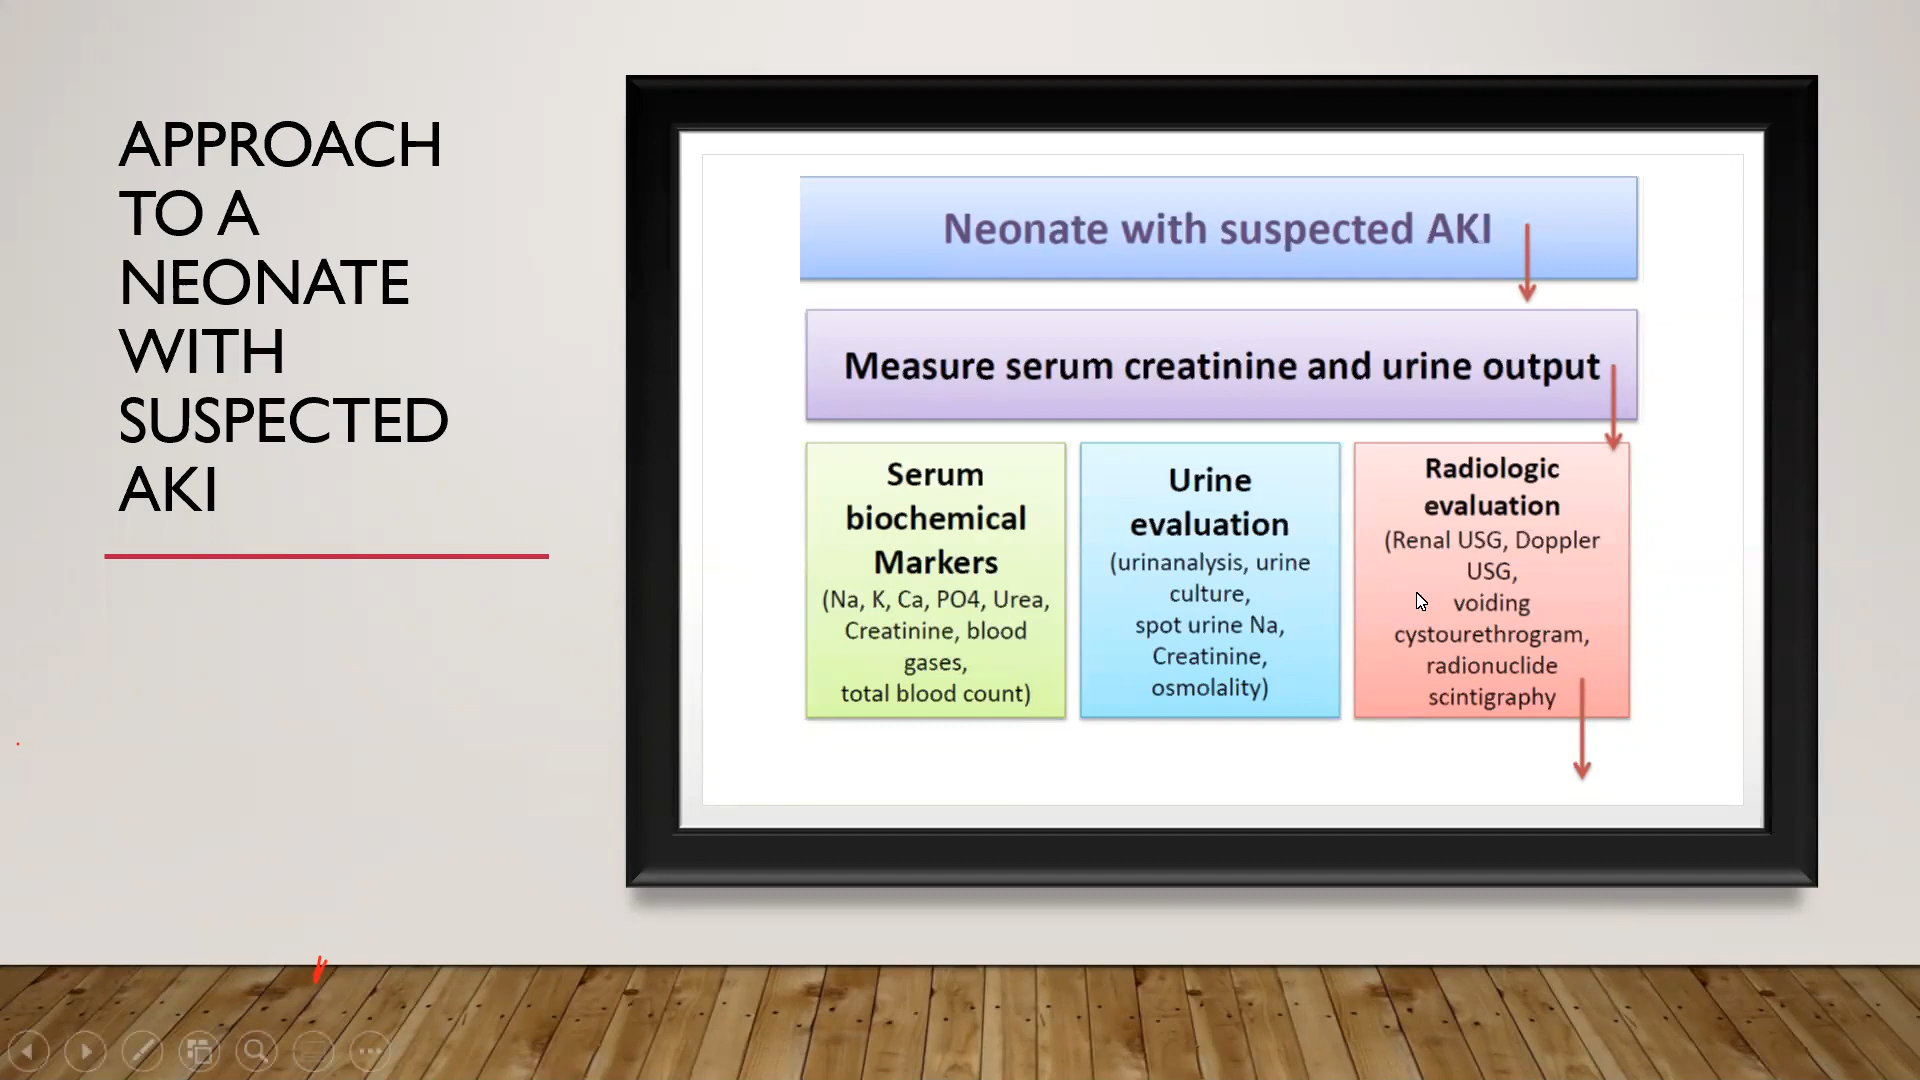 APPROACH
TO A
NEONATE
WITH
SUSPECTED
AKI
Neonate with suspected AKI
Measure serum creatinine and urine output
Serum
biochemical
Markers
(Na, K, Ca, PO4, Urea,
Creatinine, blood
gases,
total blood count)
Urine
evaluation
(urinanalysis, urine
culture,
spot urine Na,
Creatinine,
osmolality)
Radiologic
evaluation
(Renal USG, Doppler
USG,
voiding
cystourethrogram,
radionuclide
scintigraphy